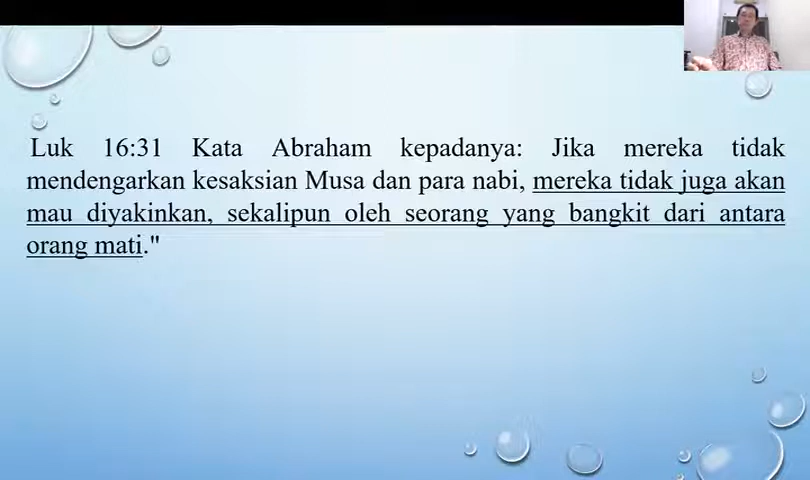 Luk 16:31 Kata Abraham kepadanya: Jika mereka tidak
mendengarkan kesaksian Musa dan para nabi, mereka tidak juga akan
mau diyakinkan, sekalipun oleh seorang yang bangkit dari antara
orang mati."